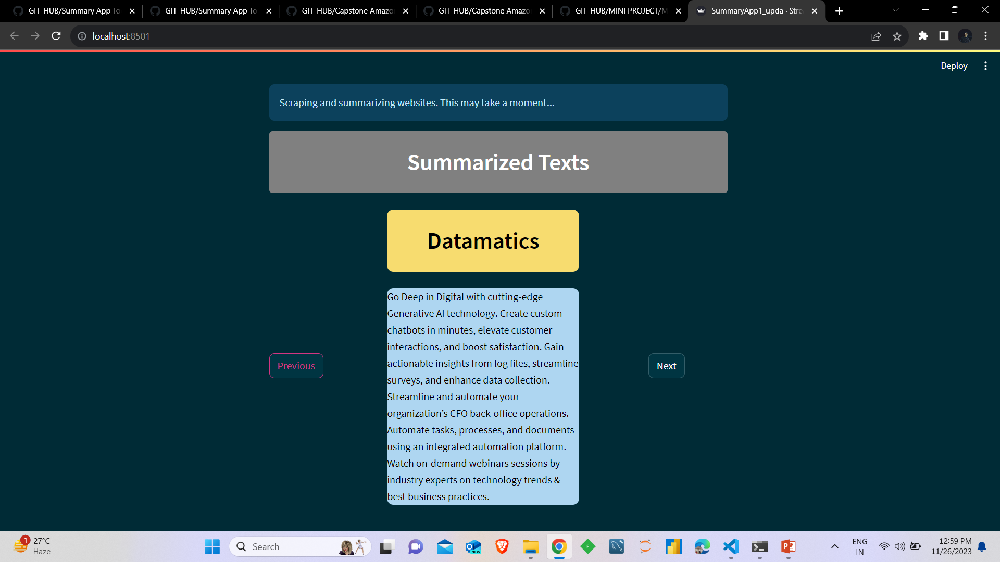 GIT-HUB/Summary App To
GIT-HUB/Summary App To
GIT-HUB/Capstone Amazo
GIT-HUB/Capstone Amazo
GIT-HUB/MINI PROJECT/M
SummaryApp1_upda · Stre
localhost:8501
Deploy
Scraping and summarizing websites. This may take a moment...
Summarized Texts
Datamatics
Go Deep in Digital with cutting-edge
Generative AI technology. Create custom
chatbots in minutes, elevate customer
interactions, and boost satisfaction. Gain
actionable insights from log files, streamline
surveys, and enhance data collection.
Streamline and automate your
organization’s CFO back-office operations.
Automate tasks, processes, and documents
using an integrated automation platform.
Watch on-demand webinars sessions by
industry experts on technology trends &
best business practices.
Previous
Next
1
27°C
Haze
Search
NEW
F
ENG
IN
12:59 PM
11/26/2023